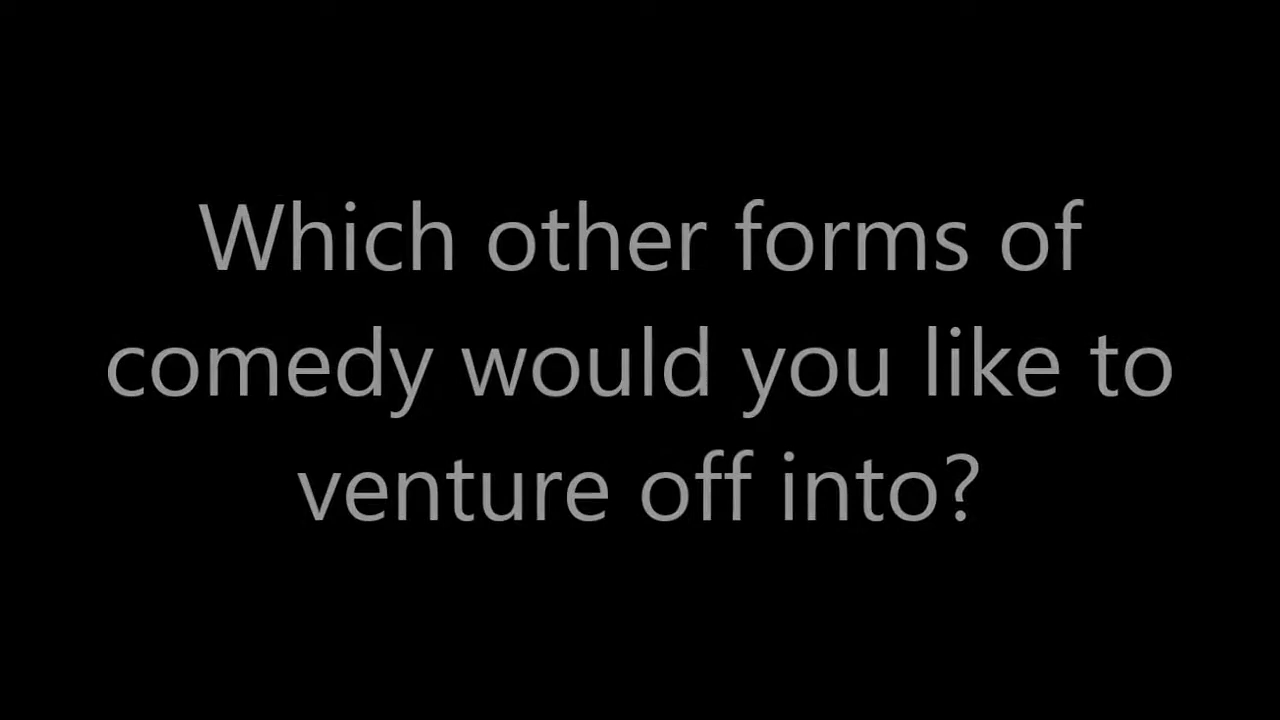 Which other forms of
comedy would you like to
venture off into?